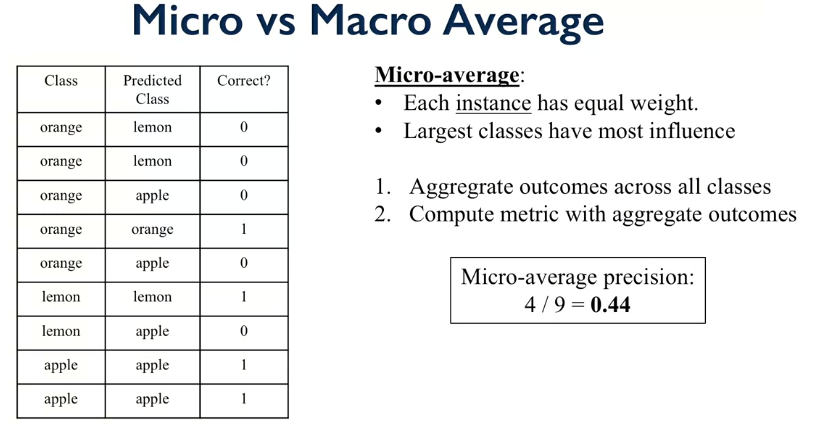 Micro vs Macro Average
Class Predicted Class Correct?
orange lemon 0
orange lemon 0
orange apple 0
orange orange 1
orange apple 0
lemon lemon 1
lemon apple 0
apple apple 1
apple apple 1
Micro-average:
• Each instance has equal weight.
• Largest classes have most influence
1. Aggregrate outcomes across all classes
2. Compute metric with aggregate outcomes
Micro-average precision:
4 / 9 = 0.44